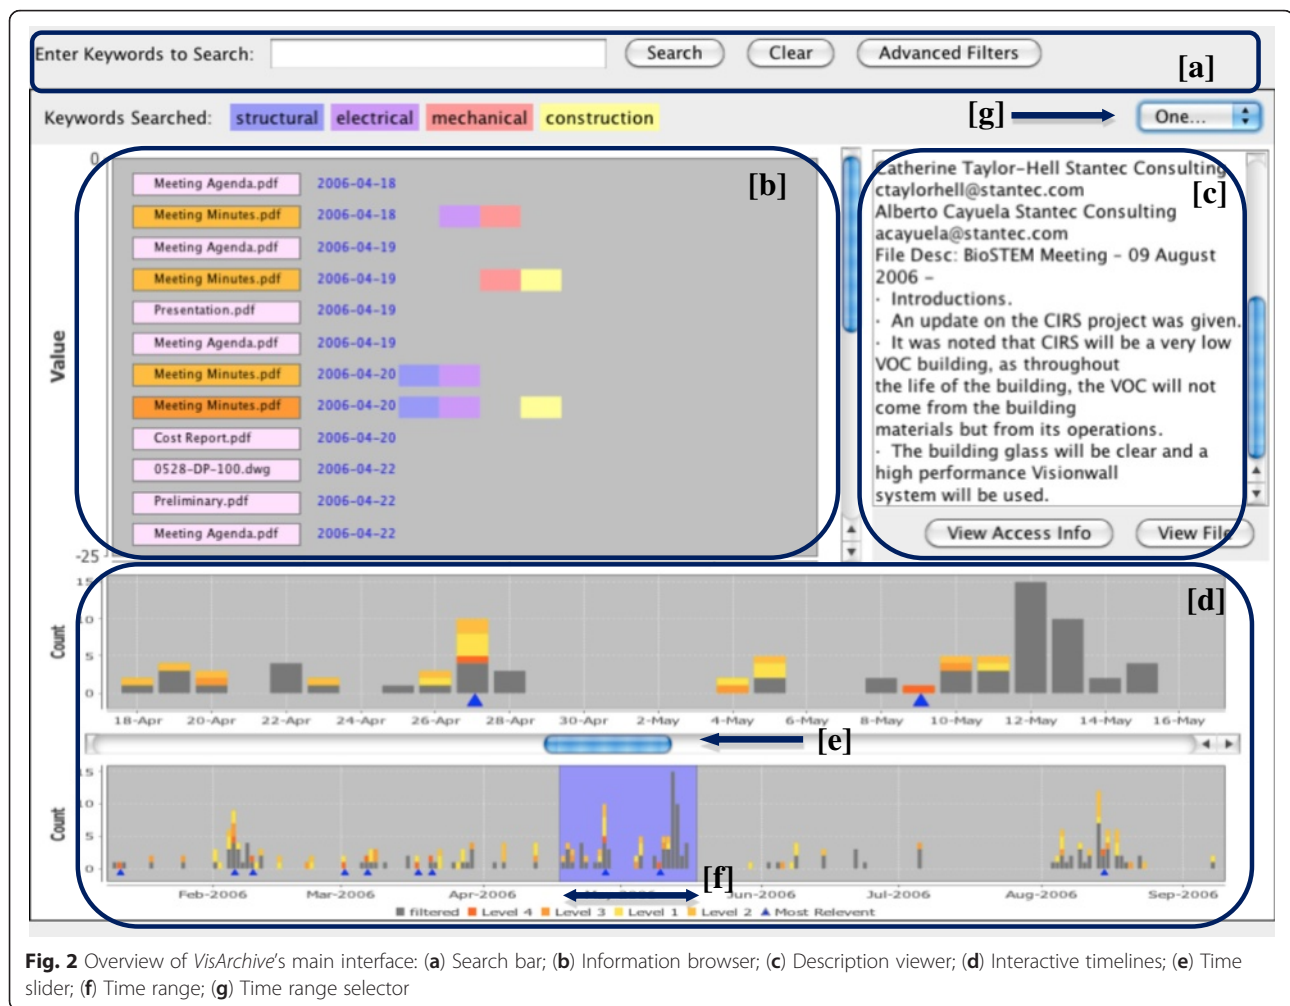 Enter Keywords to Search: Search Clear Advanced Filters [a]
Keywords Searched: structural electrical mechanical construction [g] One...
0
Meeting Agenda.pdf 2006-04-18 [b]
Meeting Minutes.pdf 2006-04-18
Meeting Agenda.pdf 2006-04-19
Meeting Minutes.pdf 2006-04-19
Presentation.pdf 2006-04-19
Meeting Agenda.pdf 2006-04-19
Meeting Minutes.pdf 2006-04-20
Meeting Minutes.pdf 2006-04-20
Cost Report.pdf 2006-04-20
0528-DP-100.dwg 2006-04-22
Preliminary.pdf 2006-04-22
Meeting Agenda.pdf 2006-04-22
Value
-25
Catherine Taylor-Hell Stantec Consulting
ctaylorhell@stantec.com [c]
Alberto Cayuela Stantec Consulting
acayuela@stantec.com
File Desc: BioSTEM Meeting - 09 August
2006 -
· Introductions.
· An update on the CIRS project was given.
· It was noted that CIRS will be a very low
VOC building, as throughout
the life of the building, the VOC will not
come from the building
materials but from its operations.
· The building glass will be clear and a
high performance Visionwall
system will be used.
View Access Info View File
[d]
15
10
5
0
Count
18-Apr 20-Apr 22-Apr 24-Apr 26-Apr 28-Apr 30-Apr 2-May 4-May 6-May 8-May 10-May 12-May 14-May 16-May
[e]
15
10
5
0
Count
[f]
Feb-2006 Mar-2006 Apr-2006 May-2006 Jun-2006 Jul-2006 Aug-2006 Sep-2006
filtered Level 4 Level 3 Level 1 Level 2 Most Relevent
Fig. 2 Overview of VisArchive's main interface: (a) Search bar; (b) Information browser; (c) Description viewer; (d) Interactive timelines; (e) Time
slider; (f) Time range; (g) Time range selector